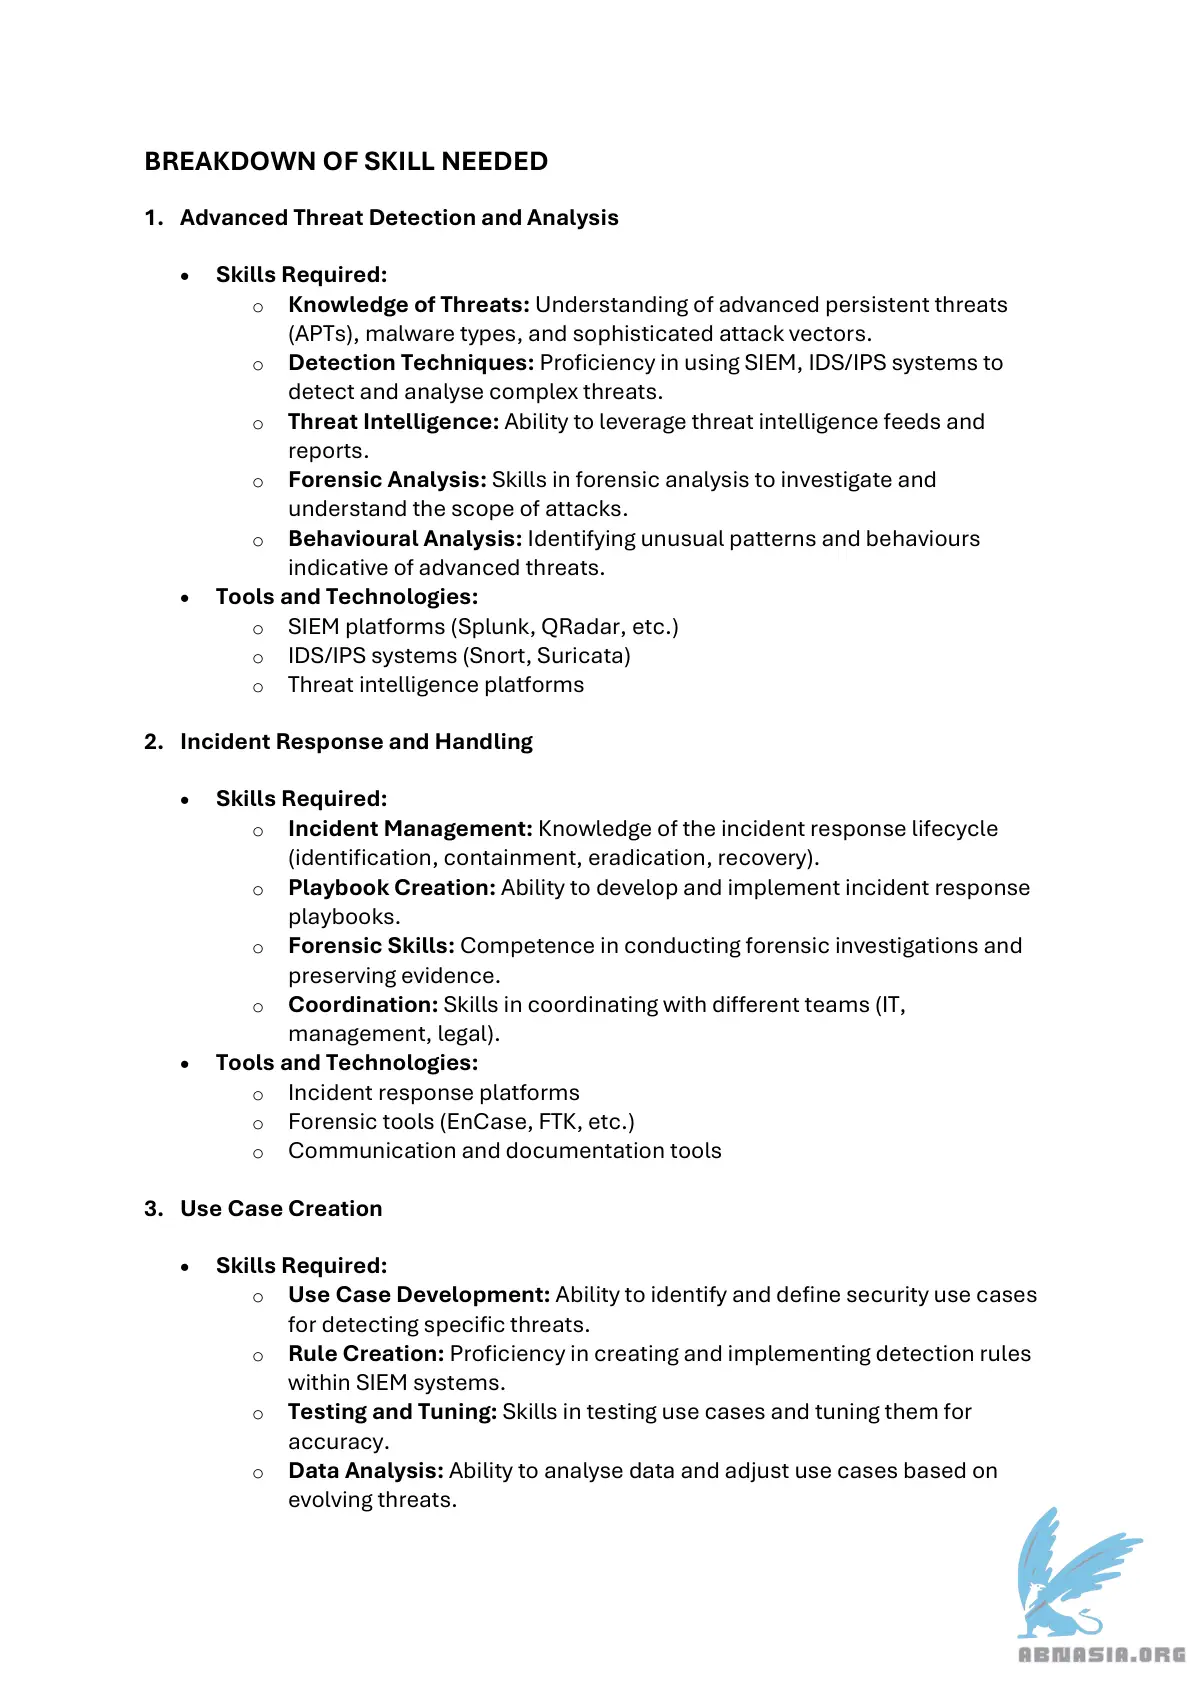 BREAKDOWN OF SKILL NEEDED
1. Advanced Threat Detection and Analysis
• Skills Required:
o Knowledge of Threats: Understanding of advanced persistent threats
(APTs), malware types, and sophisticated attack vectors.
o Detection Techniques: Proficiency in using SIEM, IDS/IPS systems to
detect and analyse complex threats.
o Threat Intelligence: Ability to leverage threat intelligence feeds and
reports.
o Forensic Analysis: Skills in forensic analysis to investigate and
understand the scope of attacks.
o Behavioural Analysis: Identifying unusual patterns and behaviours
indicative of advanced threats.
• Tools and Technologies:
o SIEM platforms (Splunk, QRadar, etc.)
o IDS/IPS systems (Snort, Suricata)
o Threat intelligence platforms
2. Incident Response and Handling
• Skills Required:
o Incident Management: Knowledge of the incident response lifecycle
(identification, containment, eradication, recovery).
o Playbook Creation: Ability to develop and implement incident response
playbooks.
o Forensic Skills: Competence in conducting forensic investigations and
preserving evidence.
o Coordination: Skills in coordinating with different teams (IT,
management, legal).
• Tools and Technologies:
o Incident response platforms
o Forensic tools (EnCase, FTK, etc.)
o Communication and documentation tools
3. Use Case Creation
• Skills Required:
o Use Case Development: Ability to identify and define security use cases
for detecting specific threats.
o Rule Creation: Proficiency in creating and implementing detection rules
within SIEM systems.
o Testing and Tuning: Skills in testing use cases and tuning them for
accuracy.
o Data Analysis: Ability to analyse data and adjust use cases based on
evolving threats.
ABNASIA.ORG